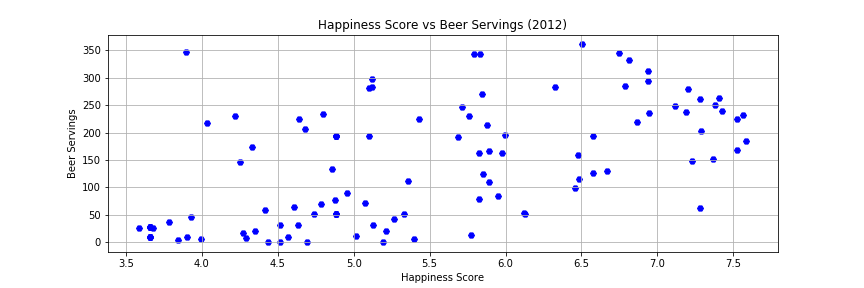 Happiness Score vs Beer Servings (2012)
350
300
250
200
150
100
50
0
Beer Servings
3.5 4.0 4.5 5.0 5.5 6.0 6.5 7.0 7.5
Happiness Score